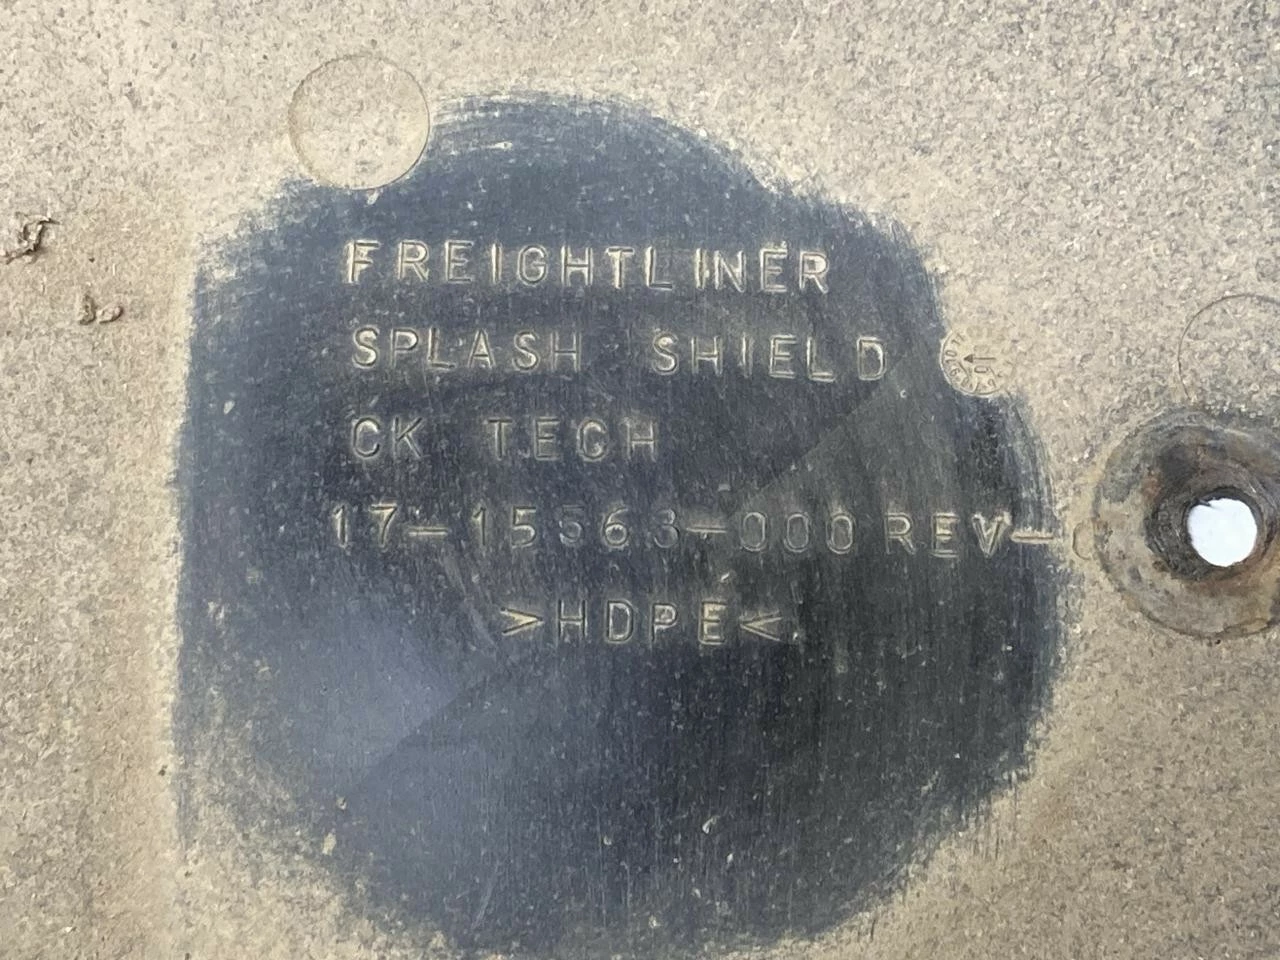 FREIGHTLINER
SPLASH SHIELD
CK TECH
17-15563-000 REV-
>HDPE<